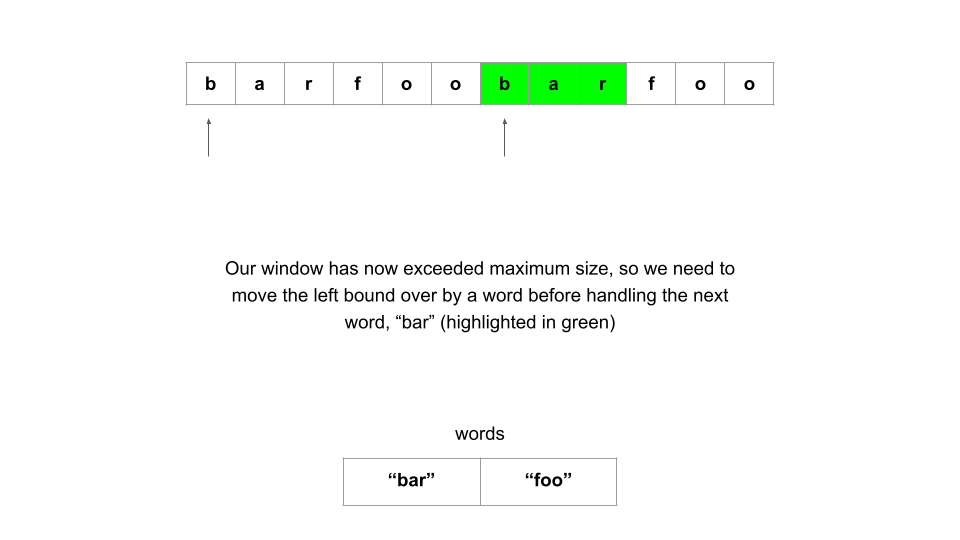 b a r f o o b a r f o o
Our window has now exceeded maximum size, so we need to
move the left bound over by a word before handling the next
word, “bar” (highlighted in green)
words
“bar” “foo”